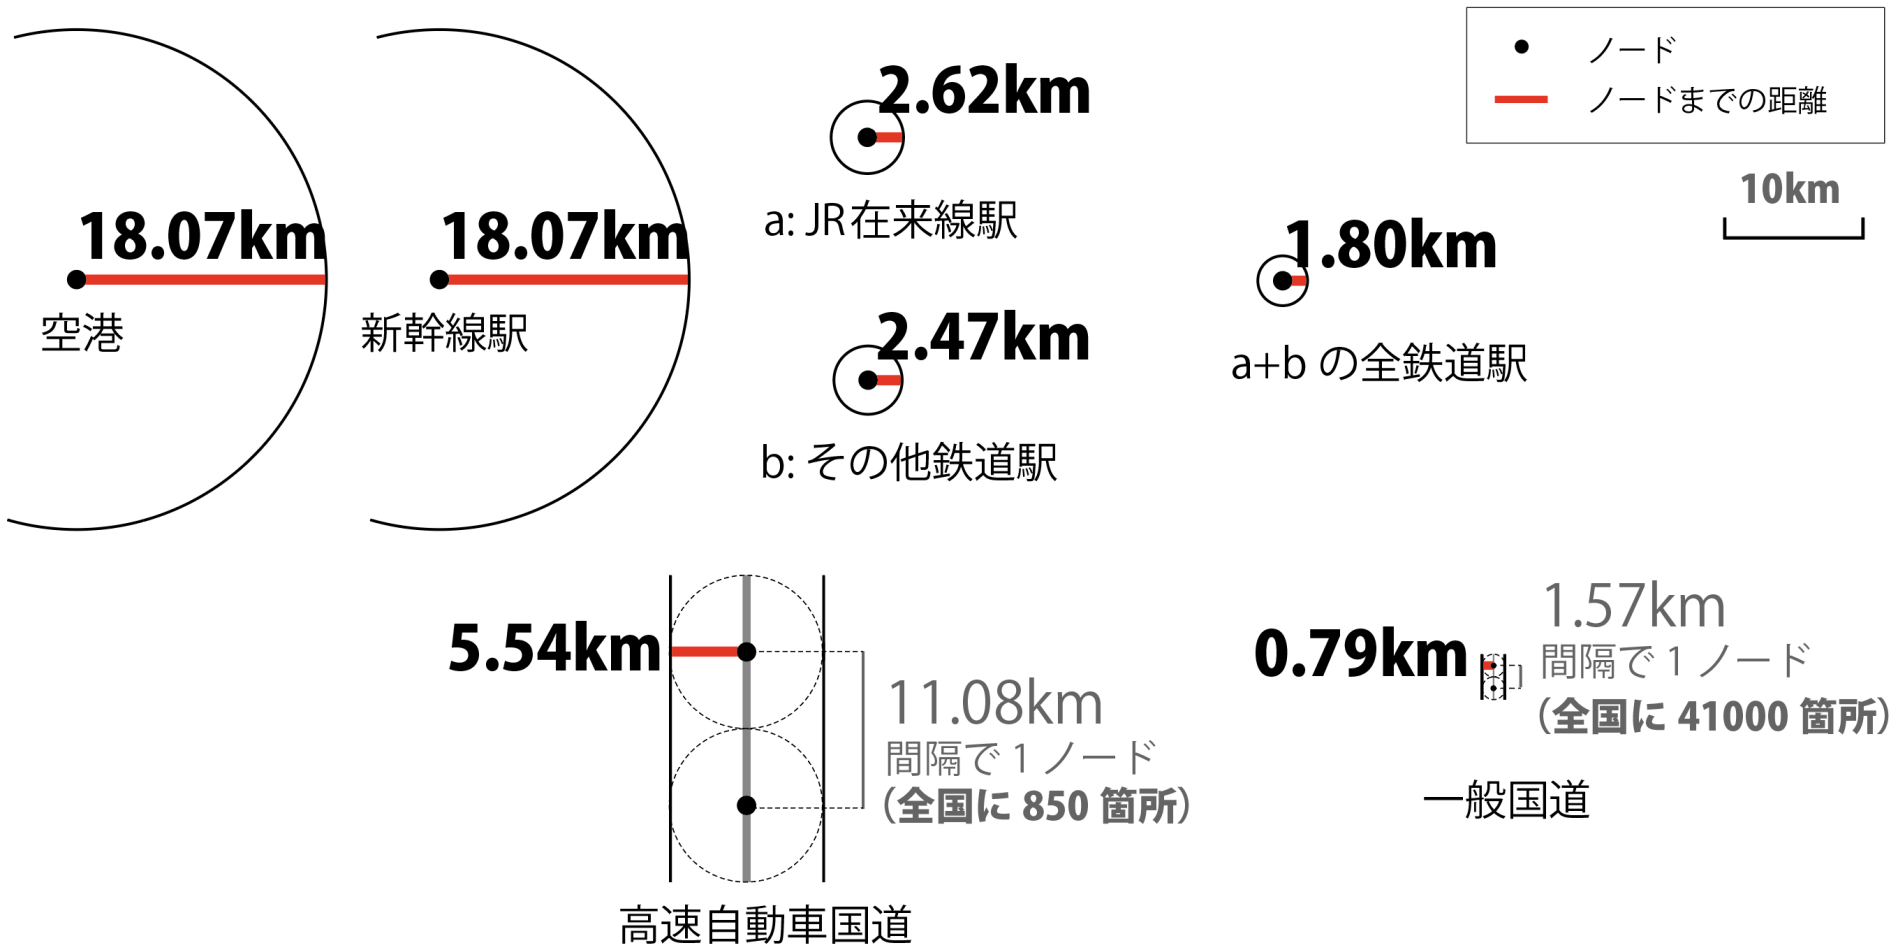 ノード
ノードまでの距離
10km
18.07km
空港
18.07km
新幹線駅
2.62km
a: JR在来線駅
2.47km
b: その他鉄道駅
1.80km
a+b の全鉄道駅
5.54km
11.08km
間隔で 1 ノード
（全国に 850 箇所）
高速自動車国道
0.79km
1.57km
間隔で 1 ノード
（全国に 41000 箇所）
一般国道